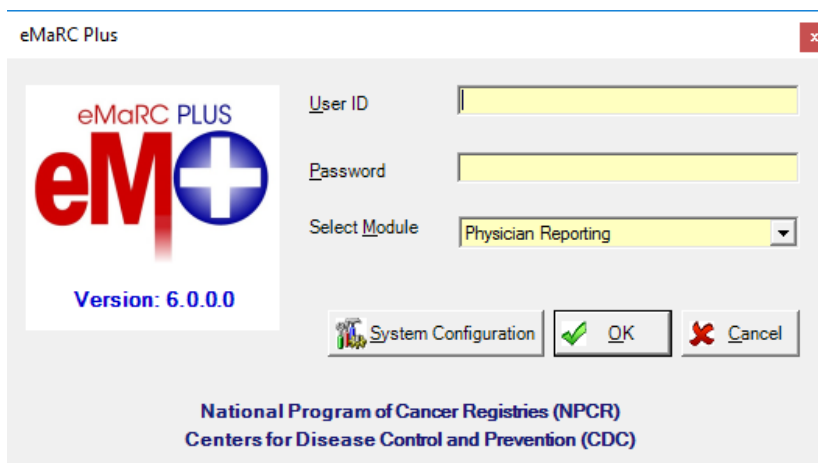 eMaRC Plus
x
eMaRC PLUS
eM
Version: 6.0.0.0
User ID
Password
Select Module
Physician Reporting
System Configuration
OK
Cancel
National Program of Cancer Registries (NPCR)
Centers for Disease Control and Prevention (CDC)